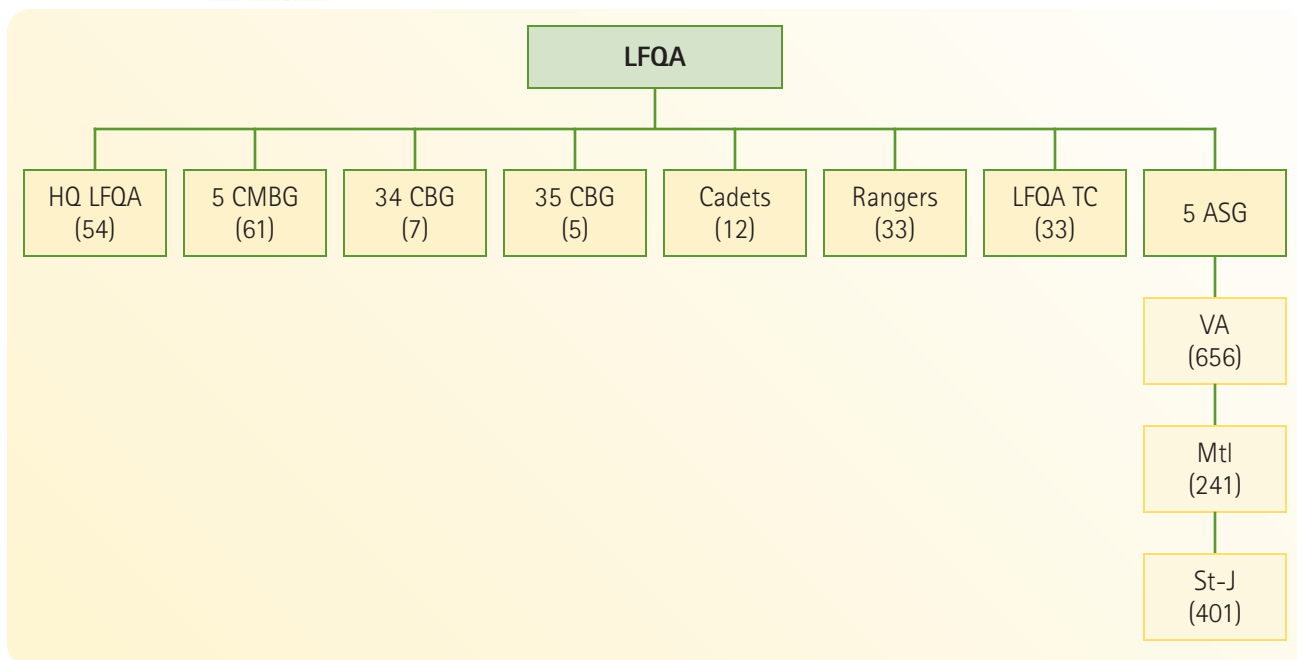 LFQA
HQ LFQA
(54)
5 CMBG
(61)
34 CBG
(7)
35 CBG
(5)
Cadets
(12)
Rangers
(33)
LFQA TC
(33)
5 ASG
VA
(656)
Mtl
(241)
St-J
(401)